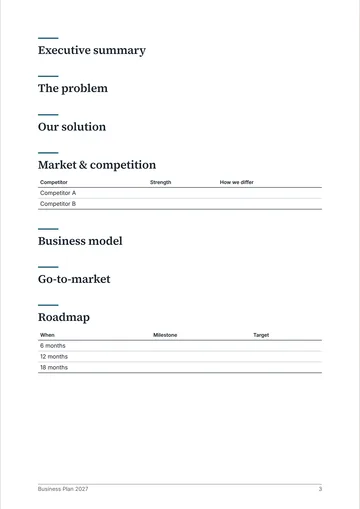 Executive summary
The problem
Our solution
Market & competition
Competitor Strength How we differ
Competitor A
Competitor B
Business model
Go-to-market
Roadmap
When Milestone Target
6 months
12 months
18 months
Business Plan 2027 3